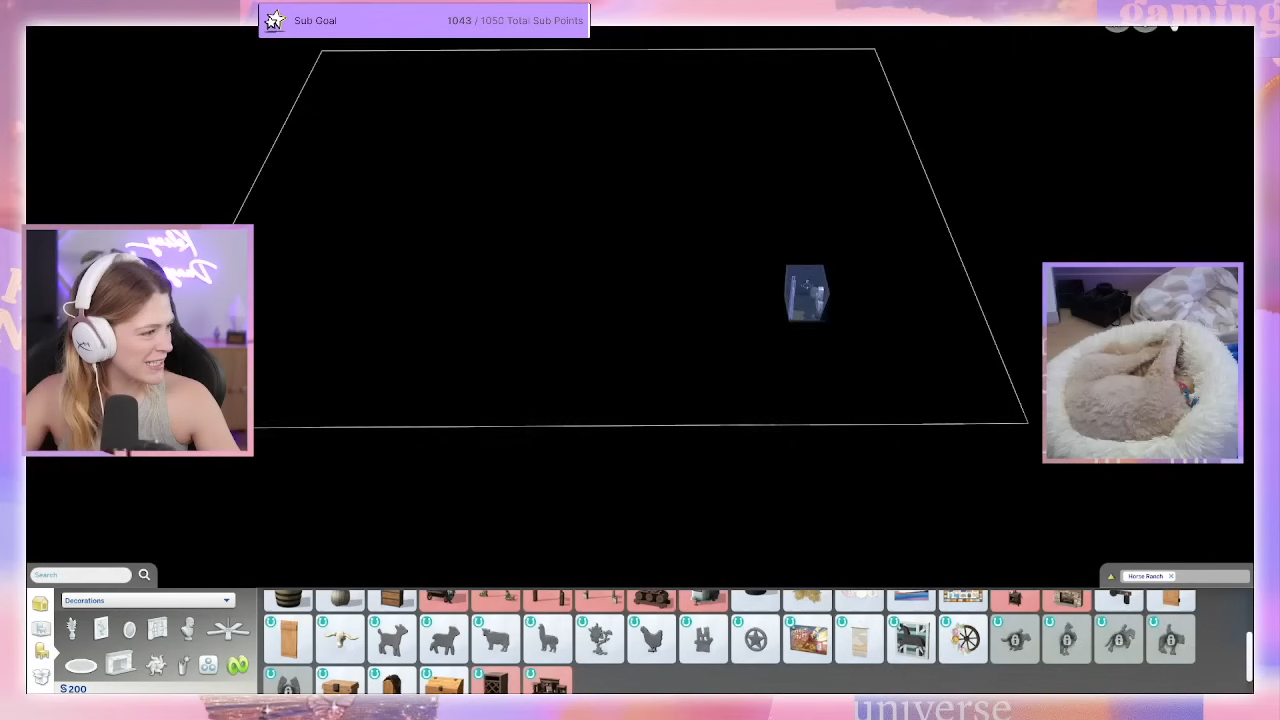 gaming
Sub Goal
1043 / 1050 Total Sub Points
Search
Horse Ranch
Decorations
$200
universe